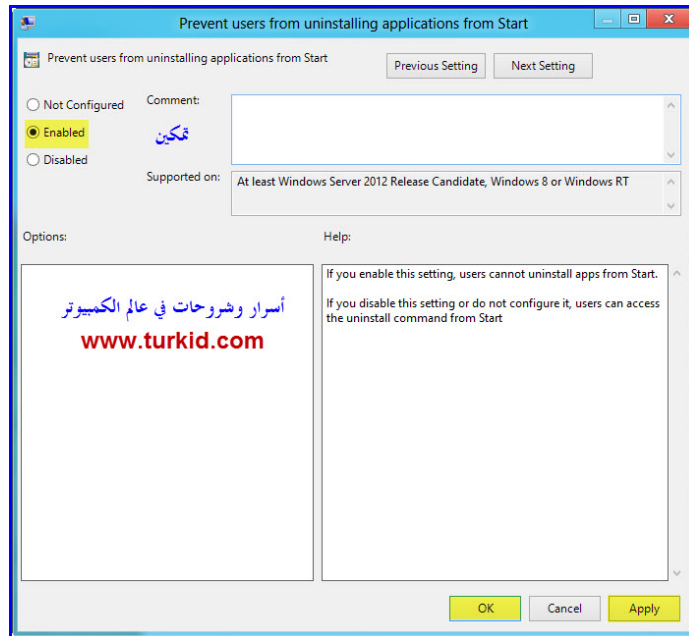 Prevent users from uninstalling applications from Start
Prevent users from uninstalling applications from Start
Previous Setting
Next Setting
Not Configured
Comment:
Enabled
تمكين
Disabled
Supported on:
At least Windows Server 2012 Release Candidate, Windows 8 or Windows RT
Options:
Help:
أسرار وشروحات في عالم الكمبيوتر
www.turkid.com
If you enable this setting, users cannot uninstall apps from Start.
If you disable this setting or do not configure it, users can access
the uninstall command from Start
OK
Cancel
Apply